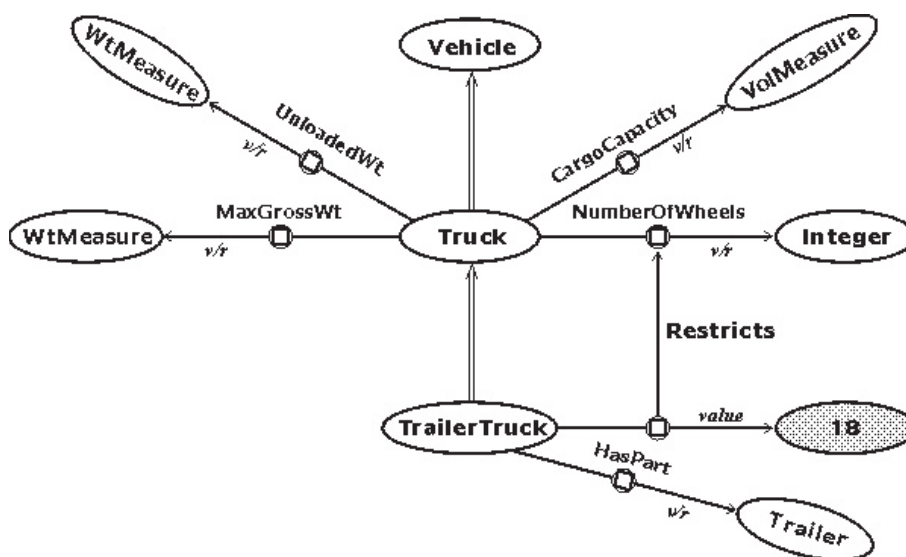 WtMeasure
Vehicle
VolMeasure
UnloadedWt
v/r
CargoCapacity
v/r
MaxGrossWt
NumberOfWheels
WtMeasure
v/r
Truck
v/r
Integer
Restricts
TrailerTruck
value
18
HasPart
v/r
Trailer